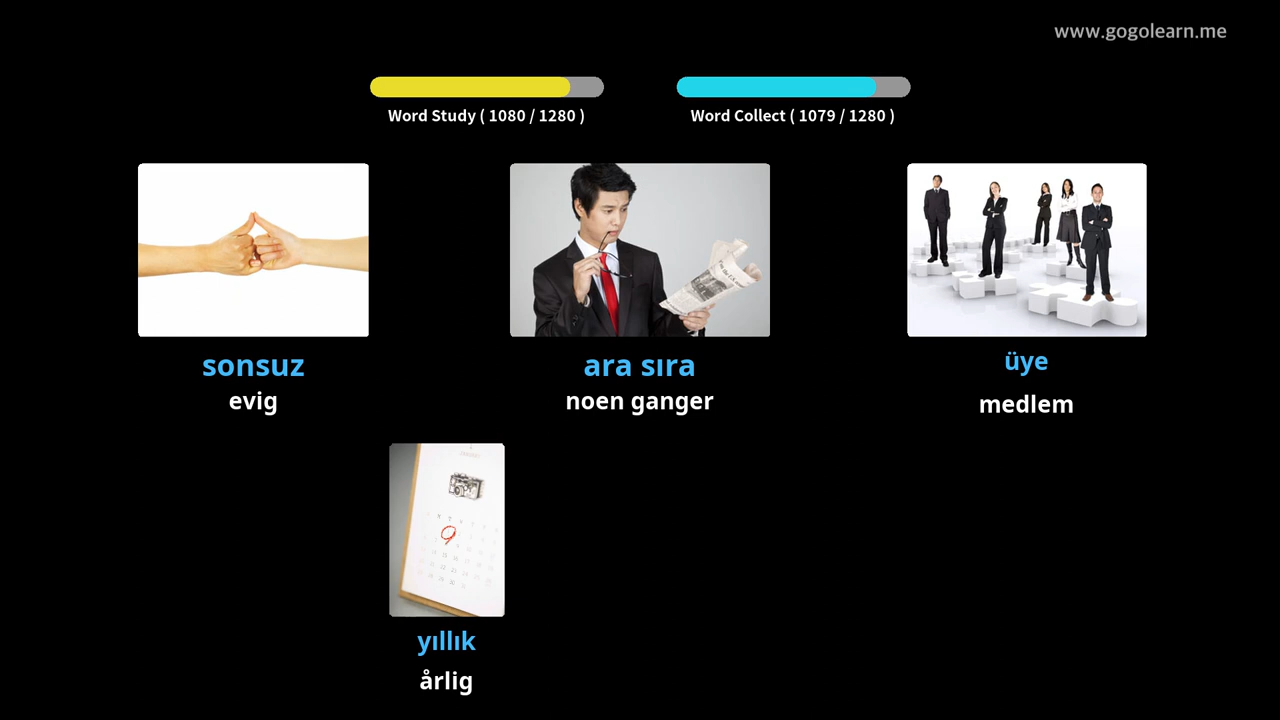 www.gogolearn.me
Word Study ( 1080 / 1280 )
Word Collect ( 1079 / 1280 )
sonsuz
evig
ara sıra
noen ganger
üye
medlem
yıllık
årlig